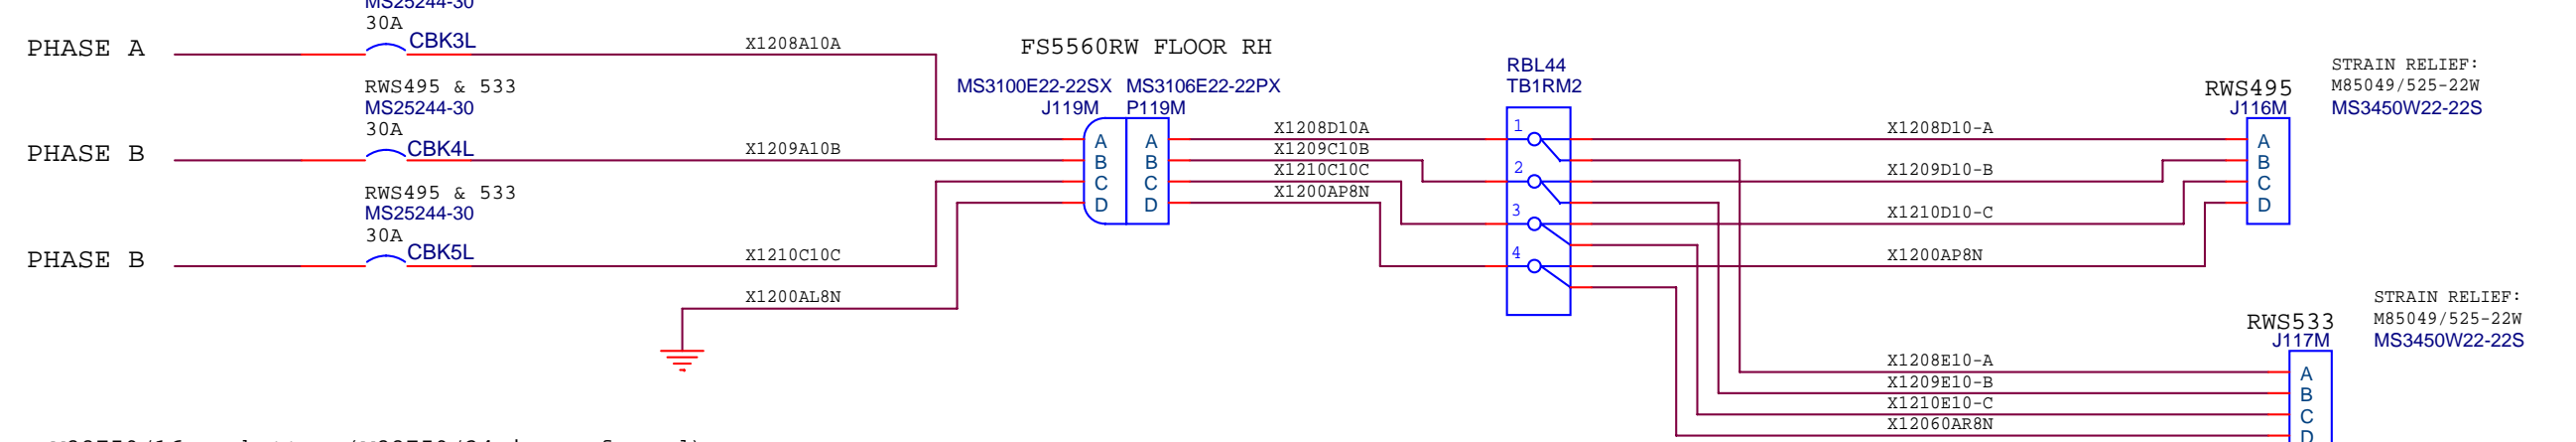 MS25244-30
30A
PHASE A
CBK3L
X1208A10A
RWS495 & 533
MS25244-30
30A
PHASE B
CBK4L
X1209A10B
RWS495 & 533
MS25244-30
30A
PHASE B
CBK5L
X1210C10C
X1200AL8N
FS5560RW FLOOR RH
MS3100E22-22SX MS3106E22-22PX
J119M P119M
A A
B B
C C
D D
X1208D10A
X1209C10B
X1210C10C
X1200AP8N
RBL44
TB1RM2
1
2
3
4
X1208D10-A
X1209D10-B
X1210D10-C
X1200AP8N
RWS495
J116M
A
B
C
D
STRAIN RELIEF:
M85049/525-22W
MS3450W22-22S
X1208E10-A
X1209E10-B
X1210E10-C
X12060AR8N
RWS533
J117M
A
B
C
D
STRAIN RELIEF:
M85049/525-22W
MS3450W22-22S